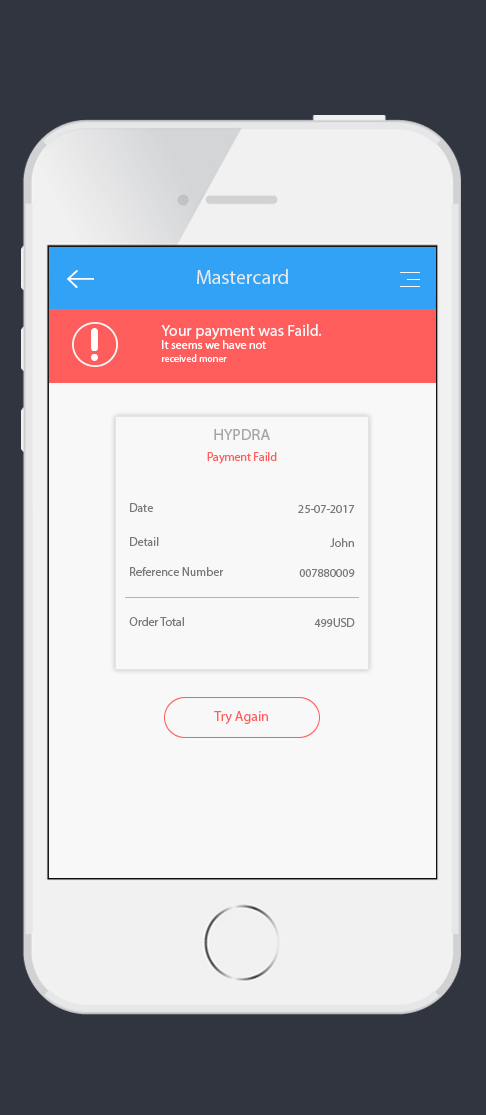 Mastercard
Your payment was Faild.
It seems we have not
received moner
HYPDRA
Payment Faild
Date 25-07-2017
Detail John
Reference Number 007880009
Order Total 499USD
Try Again